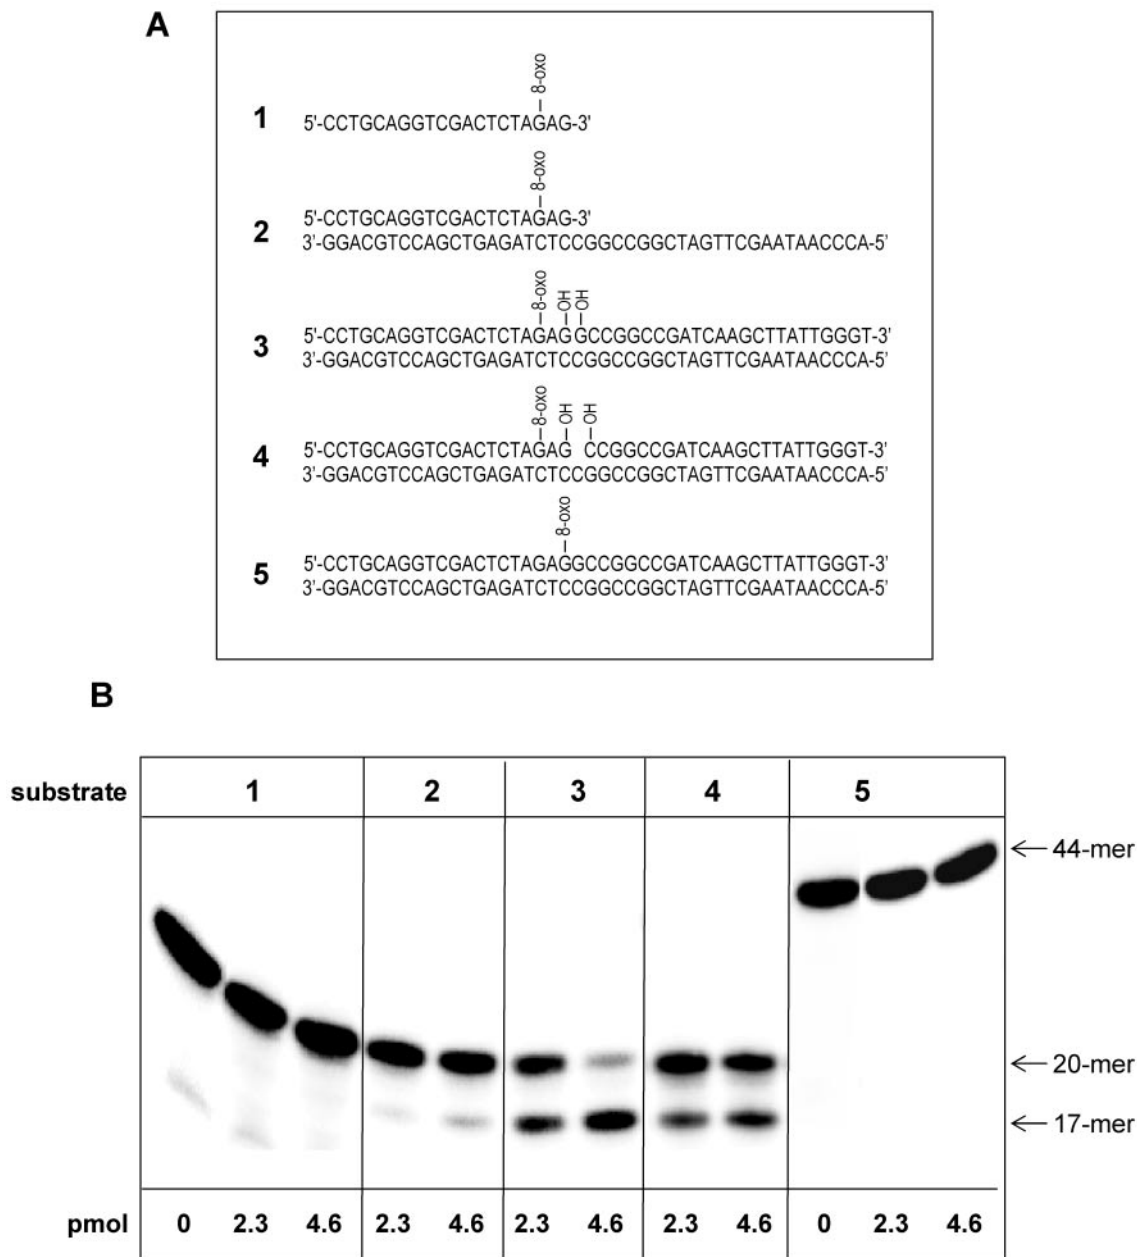 A
8-oxo
1 5'-CCTGCAGGTCGACTCTAGAG-3'
8-oxo
5'-CCTGCAGGTCGACTCTAGAG-3'
2
3'-GGACGTCCAGCTGAGATCTCCGGCCGGCTAGTTCGAATAACCCA-5'
8-oxo OH OH
5'-CCTGCAGGTCGACTCTAGAGGCCGGCCGATCAAGCTTATTGGGT-3'
3
3'-GGACGTCCAGCTGAGATCTCCGGCCGGCTAGTTCGAATAACCCA-5'
8-oxo OH OH
5'-CCTGCAGGTCGACTCTAGAG CCGGCCGATCAAGCTTATTGGGT-3'
4
3'-GGACGTCCAGCTGAGATCTCCGGCCGGCTAGTTCGAATAACCCA-5'
8-oxo
5'-CCTGCAGGTCGACTCTAGAGGCCGGCCGATCAAGCTTATTGGGT-3'
5
3'-GGACGTCCAGCTGAGATCTCCGGCCGGCTAGTTCGAATAACCCA-5'
B
substrate 1 2 3 4 5
44-mer
20-mer
17-mer
pmol 0 2.3 4.6 2.3 4.6 2.3 4.6 2.3 4.6 0 2.3 4.6